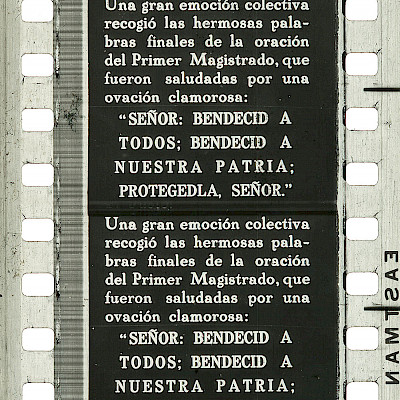 Una gran emoción colectiva
recogió las hermosas pala-
bras finales de la oración
del Primer Magistrado, que
fueron saludadas por una
ovación clamorosa:
"SEÑOR: BENDECID A
TODOS; BENDECID A
NUESTRA PATRIA;
PROTEGEDLA, SEÑOR."
Una gran emoción colectiva
recogió las hermosas pala-
bras finales de la oración
del Primer Magistrado, que
fueron saludadas por una
ovación clamorosa:
"SEÑOR: BENDECID A
TODOS; BENDECID A
NUESTRA PATRIA;
EASTMAN